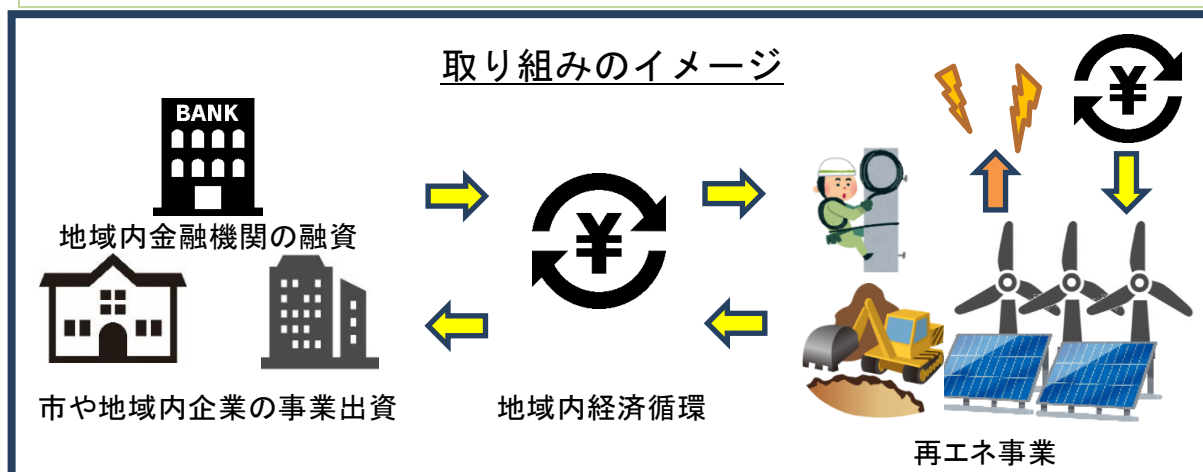 取り組みのイメージ
BANK
¥
¥
地域内金融機関の融資
市や地域内企業の事業出資
地域内経済循環
再エネ事業